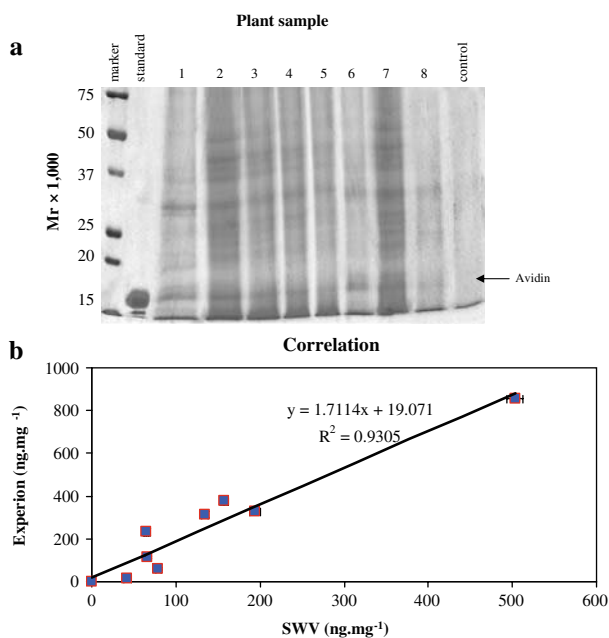 Plant sample
a
marker
standard
1 2 3 4 5 6 7 8
control
75
50
37
25
20
15
Mr × 1,000
Avidin
b
Correlation
1000
800
600
400
200
0
Experion (ng.mg⁻¹)
y = 1.7114x + 19.071
R² = 0.9305
0 100 200 300 400 500 600
SWV (ng.mg⁻¹)